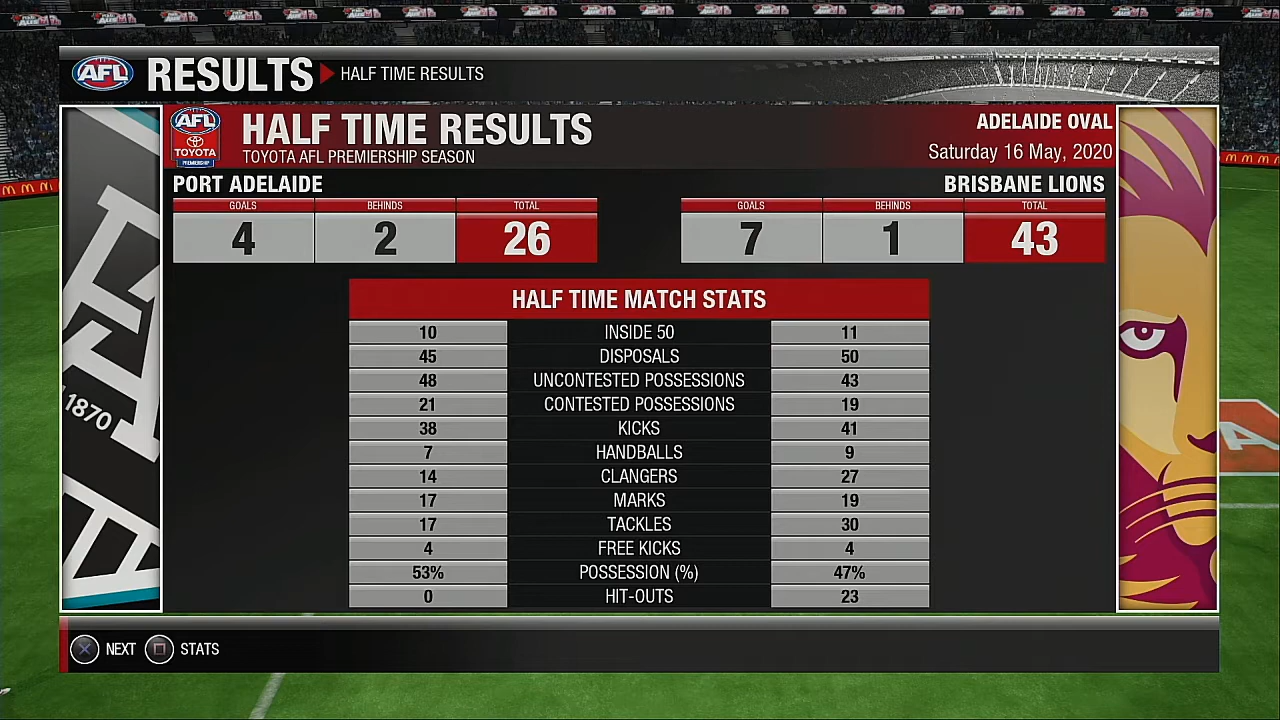 AFL RESULTS HALF TIME RESULTS
AFL TOYOTA PREMIERSHIP HALF TIME RESULTS ADELAIDE OVAL
TOYOTA AFL PREMIERSHIP SEASON Saturday 16 May, 2020
PORT ADELAIDE BRISBANE LIONS
GOALS BEHINDS TOTAL GOALS BEHINDS TOTAL
4 2 26 7 1 43
HALF TIME MATCH STATS
10 INSIDE 50 11
45 DISPOSALS 50
48 UNCONTESTED POSSESSIONS 43
21 CONTESTED POSSESSIONS 19
38 KICKS 41
7 HANDBALLS 9
14 CLANGERS 27
17 MARKS 19
17 TACKLES 30
4 FREE KICKS 4
53% POSSESSION (%) 47%
0 HIT-OUTS 23
1870
NEXT STATS